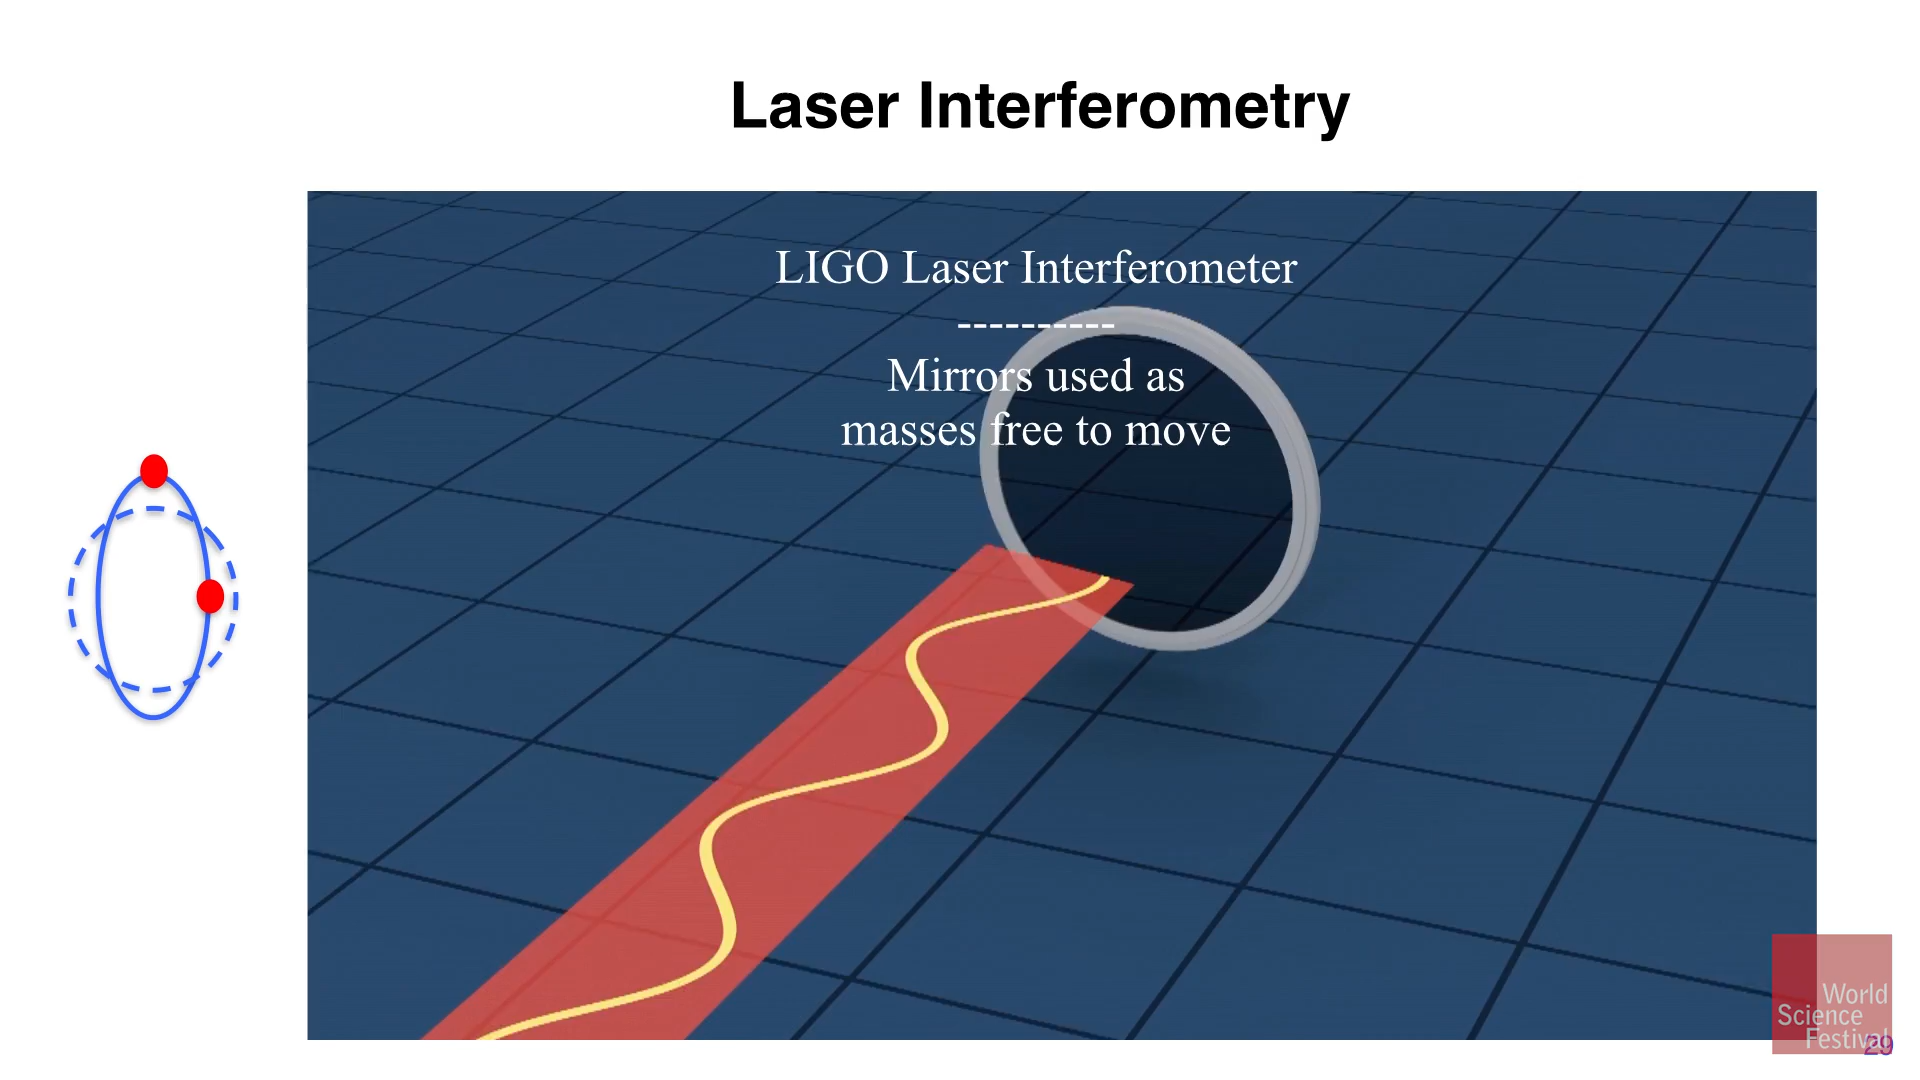 Laser Interferometry
LIGO Laser Interferometer
----------
Mirrors used as
masses free to move
World
Science
Festival
29